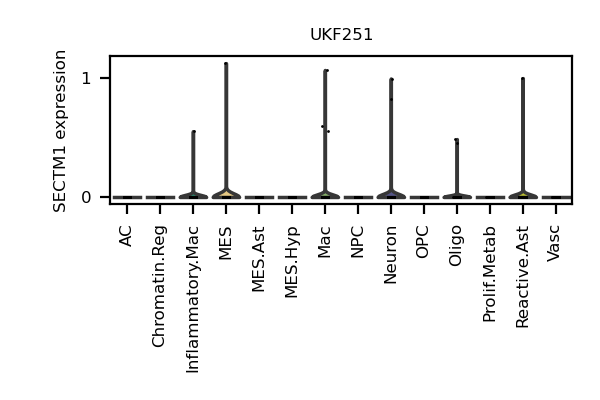 UKF251
SECTM1 expression
1
0
AC
Chromatin.Reg
Inflammatory.Mac
MES
MES.Ast
MES.Hyp
Mac
NPC
Neuron
OPC
Oligo
Prolif.Metab
Reactive.Ast
Vasc